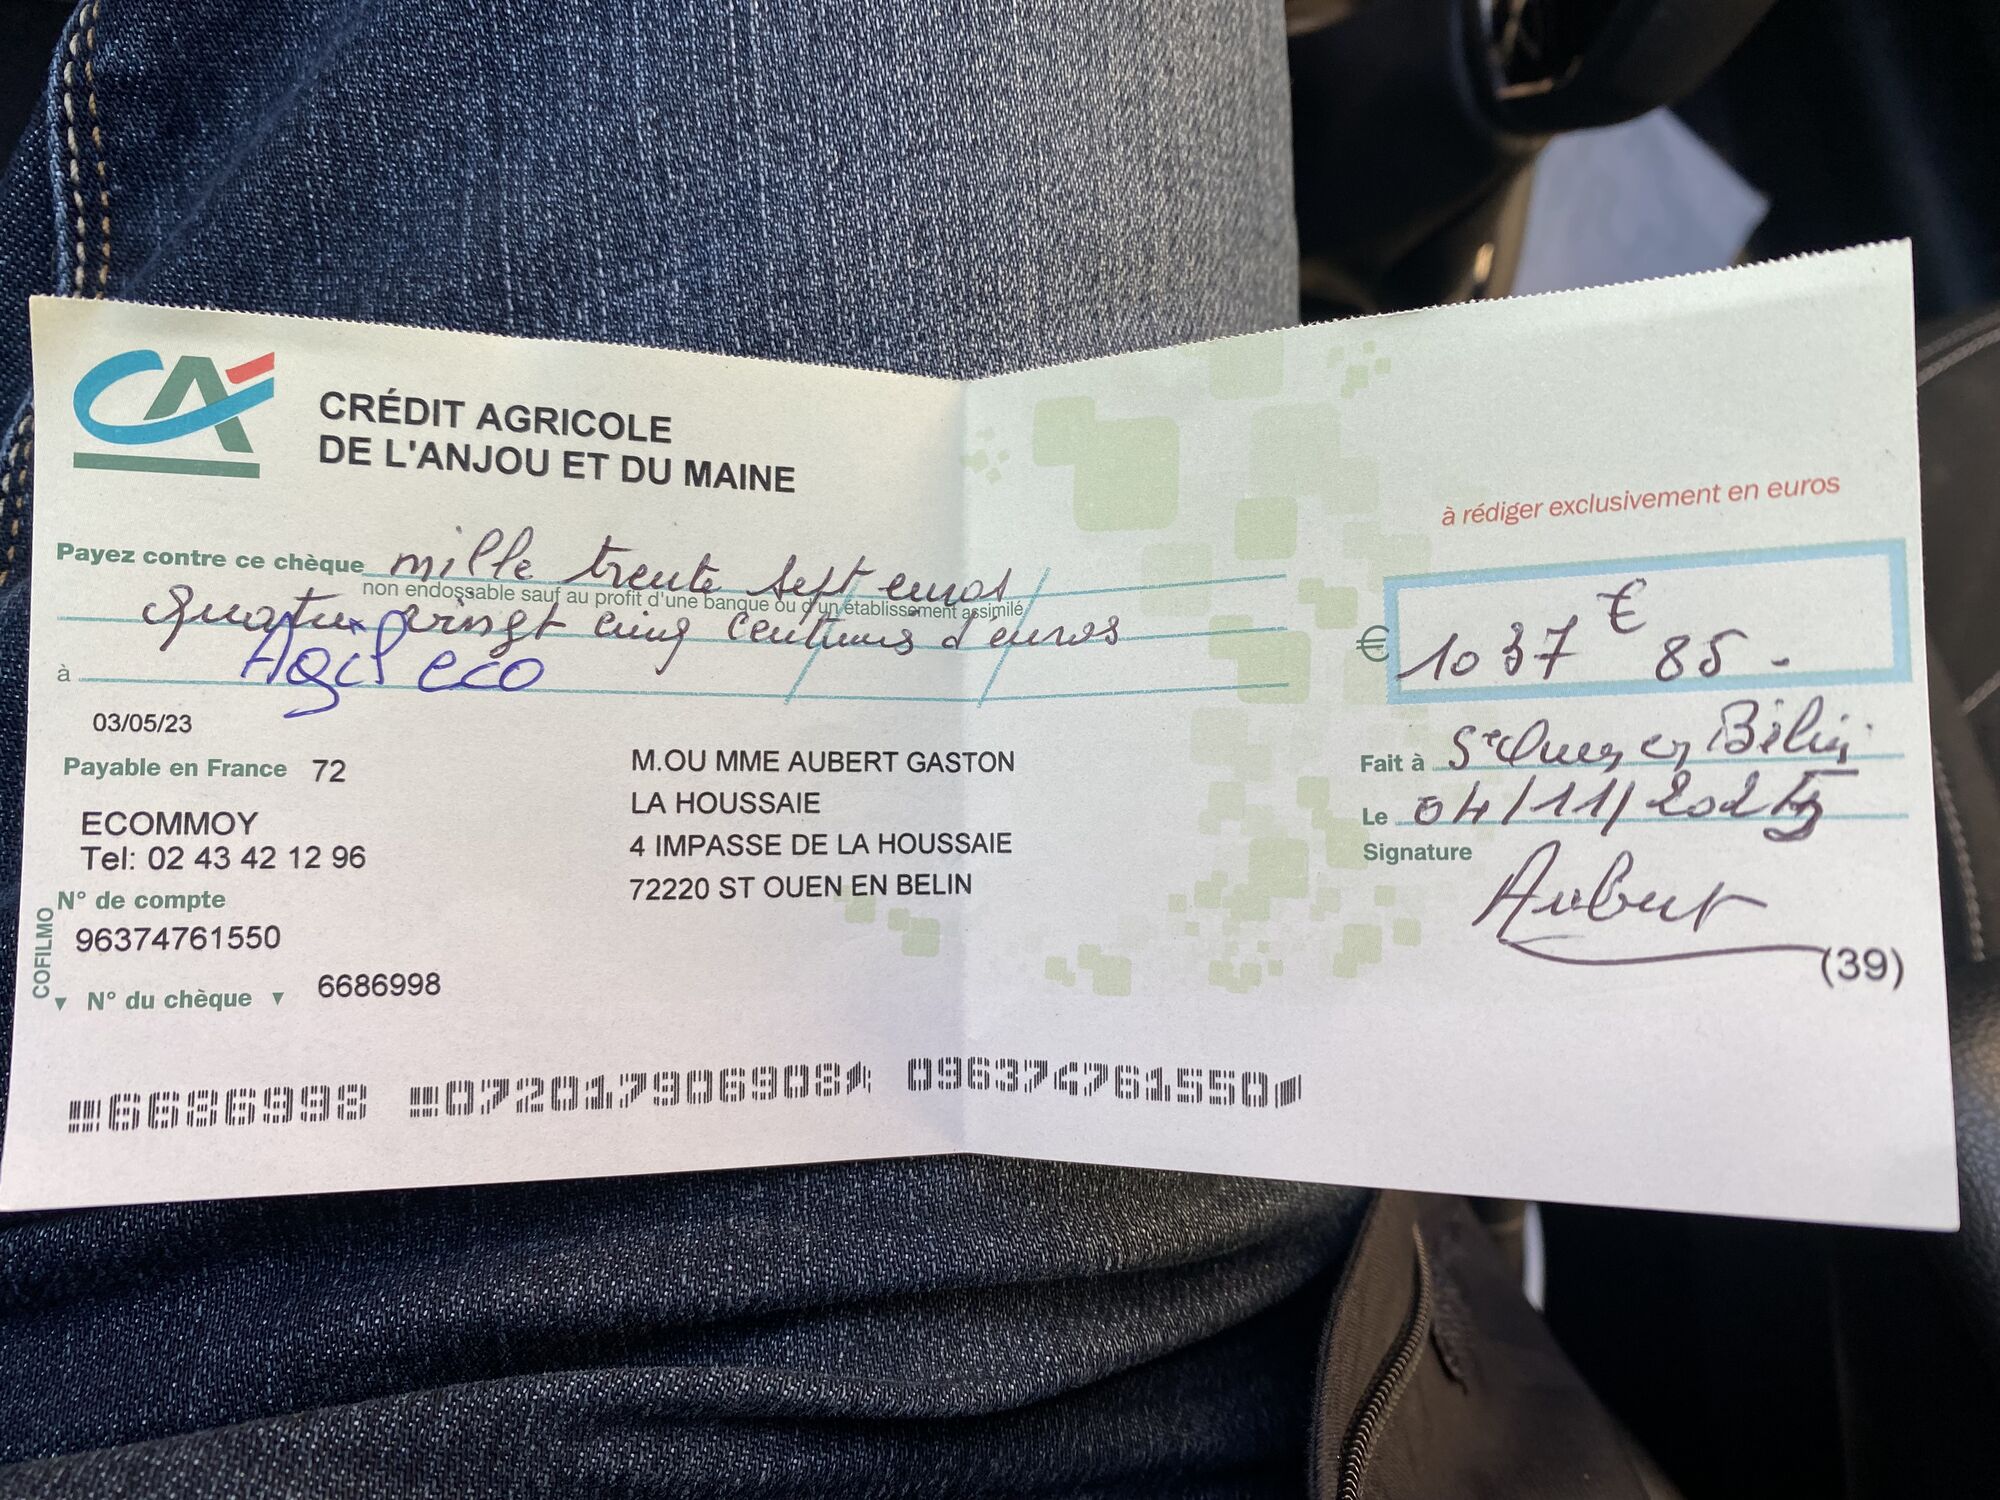 CA
CRÉDIT AGRICOLE
DE L'ANJOU ET DU MAINE
à rédiger exclusivement en euros
Payez contre ce chèque mille trente sept euros
non endossable sauf au profit d'une banque ou d'un établissement assimilé
quatre vingt cinq centimes d'euros
€ 1037 € 85 -
à Agil eco
03/05/23
Payable en France 72
ECOMMOY
Tel: 02 43 42 12 96
N° de compte
96374761550
COFILMO
N° du chèque 6686998
M.OU MME AUBERT GASTON
LA HOUSSAIE
4 IMPASSE DE LA HOUSSAIE
72220 ST OUEN EN BELIN
Fait à St Ouen en Bélin
Le 04/11/202
Signature
Aubert
(39)
6686998 072017906908 096374761550